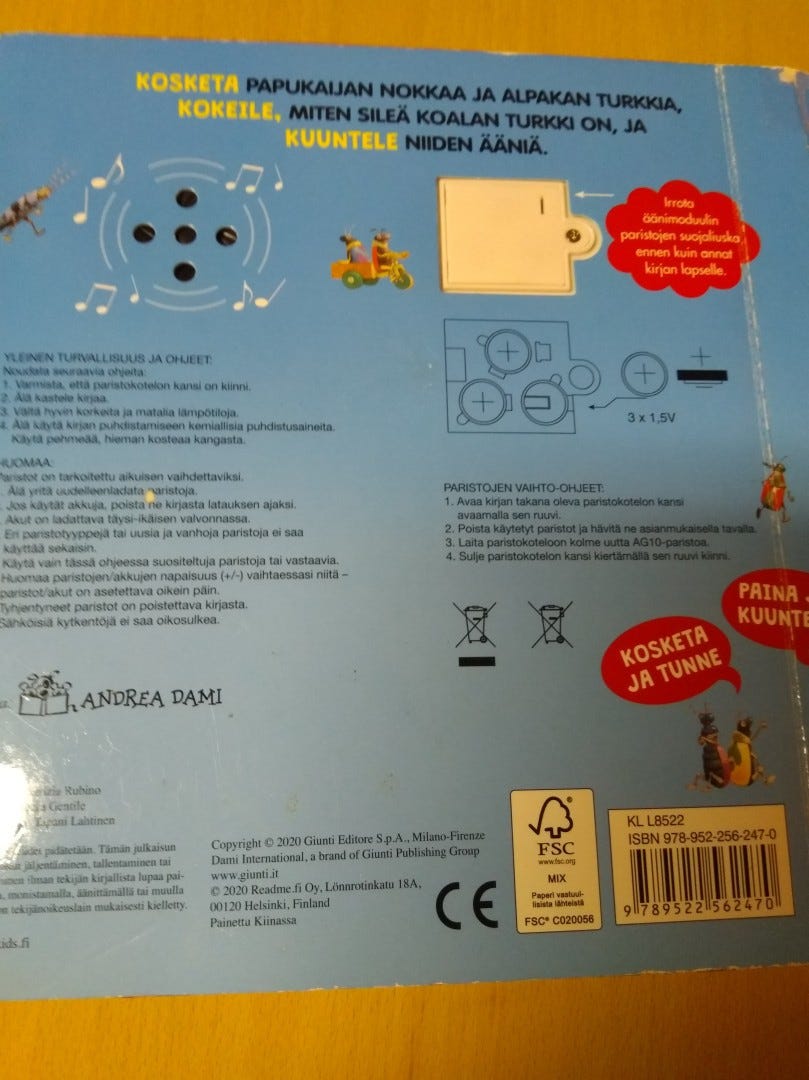 KOSKETA PAPUKAIJAN NOKKAA JA ALPAKAN TURKKIA,
KOKEILE, MITEN SILEÄ KOALAN TURKKI ON, JA
KUUNTELE NIIDEN ÄÄNIÄ.
Irrota
äänimoduulin
paristojen suojaliuska
ennen kuin annat
kirjan lapselle.
YLEINEN TURVALLISUUS JA OHJEET:
Noudata seuraavia ohjeita:
1. Varmista, että paristokotelon kansi on kiinni.
2. Älä kastele kirjaa.
3. Vältä hyvin korkeita ja matalia lämpötiloja.
4. Älä käytä kirjan puhdistamiseen kemiallisia puhdistusaineita.
Käytä pehmeää, hieman kosteaa kangasta.
HUOMAA:
Paristot on tarkoitettu aikuisen vaihdettaviksi.
Älä yritä uudelleenladata paristoja.
Jos käytät akkuja, poista ne kirjasta latauksen ajaksi.
Akut on ladattava täysi-ikäisen valvonnassa.
Eri paristotyyppejä tai uusia ja vanhoja paristoja ei saa
käyttää sekaisin.
Käytä vain tässä ohjeessa suositeltuja paristoja tai vastaavia.
Huomaa paristojen/akkujen napaisuus (+/-) vaihtaessasi niitä –
paristot/akut on asetettava oikein päin.
Tyhjentyneet paristot on poistettava kirjasta.
Sähköisiä kytkentöjä ei saa oikosulkea.
3 x 1,5V
PARISTOJEN VAIHTO-OHJEET:
1. Avaa kirjan takana oleva paristokotelon kansi
avaamalla sen ruuvi.
2. Poista käytetyt paristot ja hävitä ne asianmukaisella tavalla.
3. Laita paristokoteloon kolme uutta AG10-paristoa.
4. Sulje paristokotelon kansi kiertämällä sen ruuvi kiinni.
PAINA
KUUNTE
KOSKETA
JA TUNNE
ANDREA DAMI
Rubino
Gentile
Lahtinen
pidätetään. Tämän julkaisun
jäljentäminen, tallentaminen tai
ilman tekijän kirjallista lupaa pai-
monistamalla, äänittämällä tai muulla
tekijänoikeuslain mukaisesti kielletty.
ids.fi
Copyright © 2020 Giunti Editore S.p.A., Milano-Firenze
Dami International, a brand of Giunti Publishing Group
www.giunti.it
© 2020 Readme.fi Oy, Lönnrotinkatu 18A,
00120 Helsinki, Finland
Painettu Kiinassa
CE
FSC
www.fsc.org
MIX
Paperi vastuul-
lisista lähteistä
FSC® C020056
KL L8522
ISBN 978-952-256-247-0
9 789522 562470